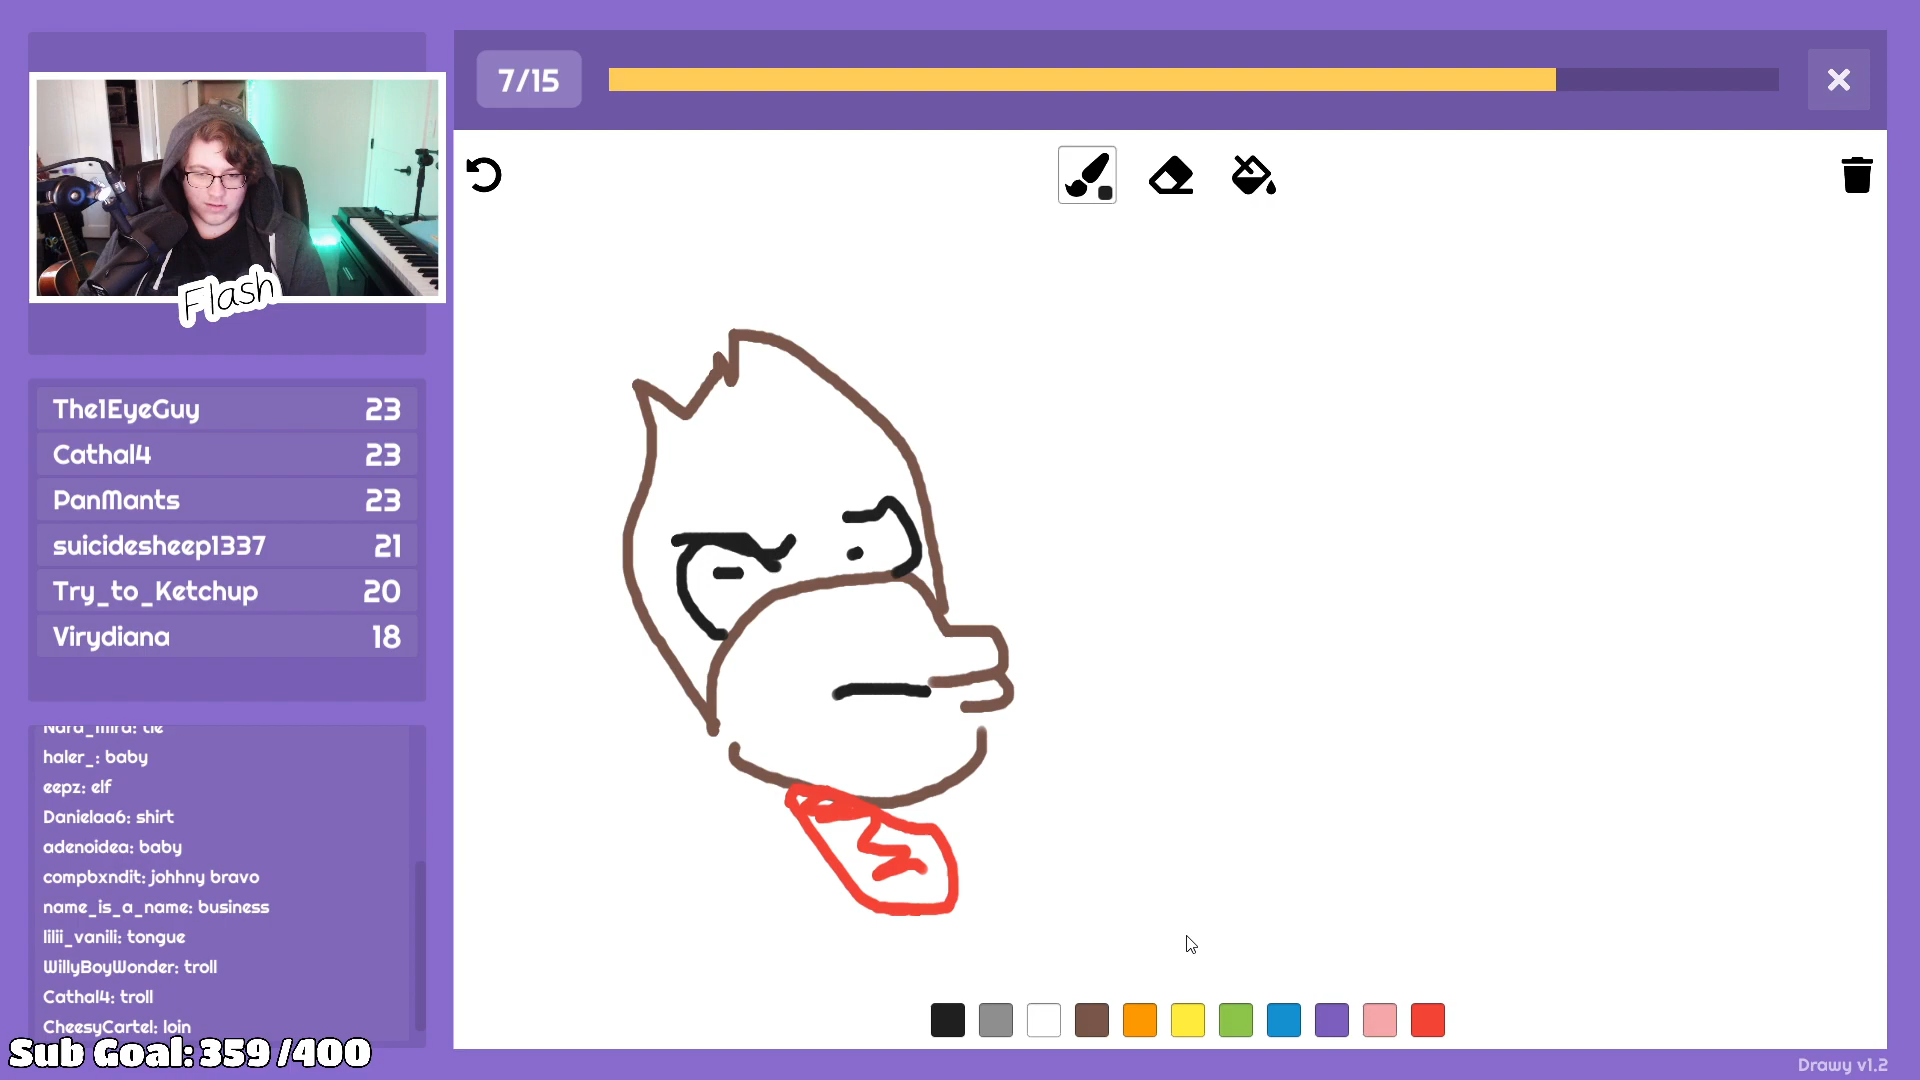 7/15
Flash
The1EyeGuy 23
Cathal4 23
PanMants 23
suicidesheep1337 21
Try_to_Ketchup 20
Virydiana 18
haler_: baby
eepz: elf
Danielaa6: shirt
adenoidea: baby
compbxndit: johhny bravo
name_is_a_name: business
lilii_vanili: tongue
WillyBoyWonder: troll
Cathal4: troll
CheesyCartel: loin
Sub Goal: 359 /400
Drawy v1.2